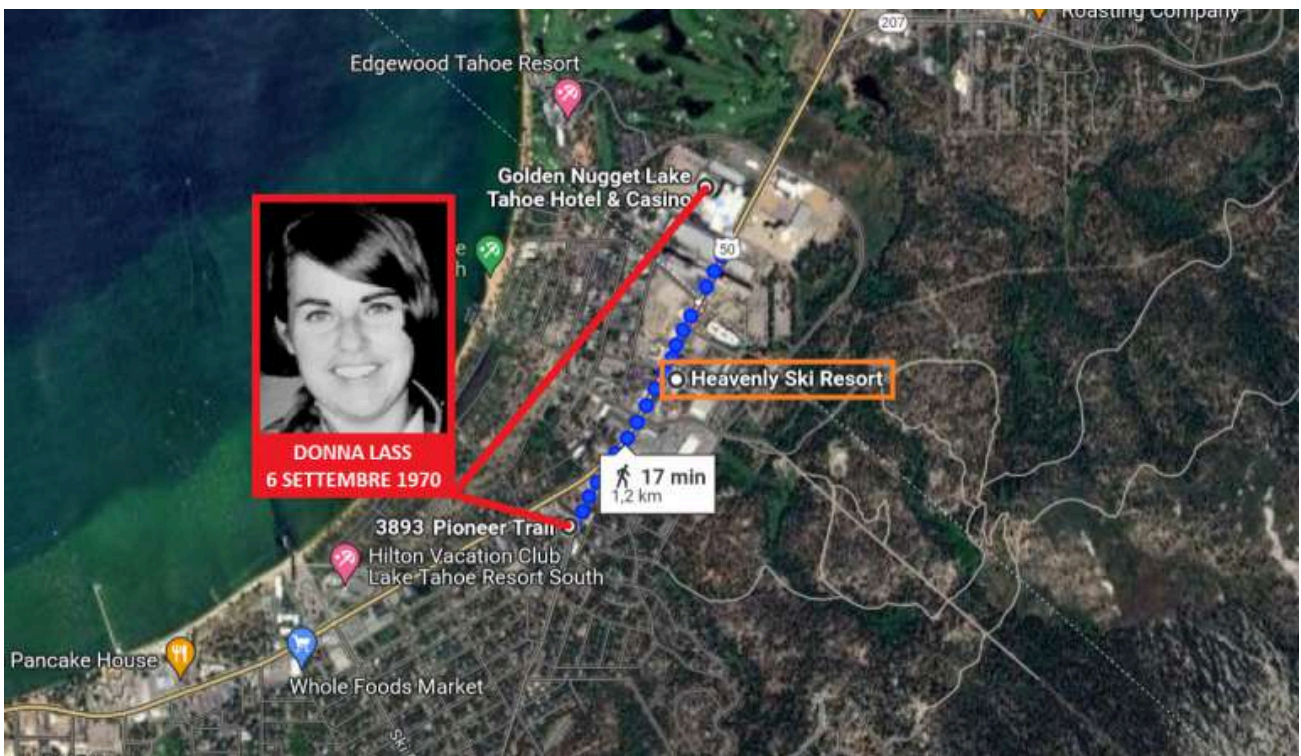 Roasting Company
207
Edgewood Tahoe Resort
Golden Nugget Lake
Tahoe Hotel & Casino
50
Heavenly Ski Resort
DONNA LASS
6 SETTEMBRE 1970
17 min
1,2 km
3893 Pioneer Trail
Hilton Vacation Club
Lake Tahoe Resort South
Pancake House
Whole Foods Market
Ski